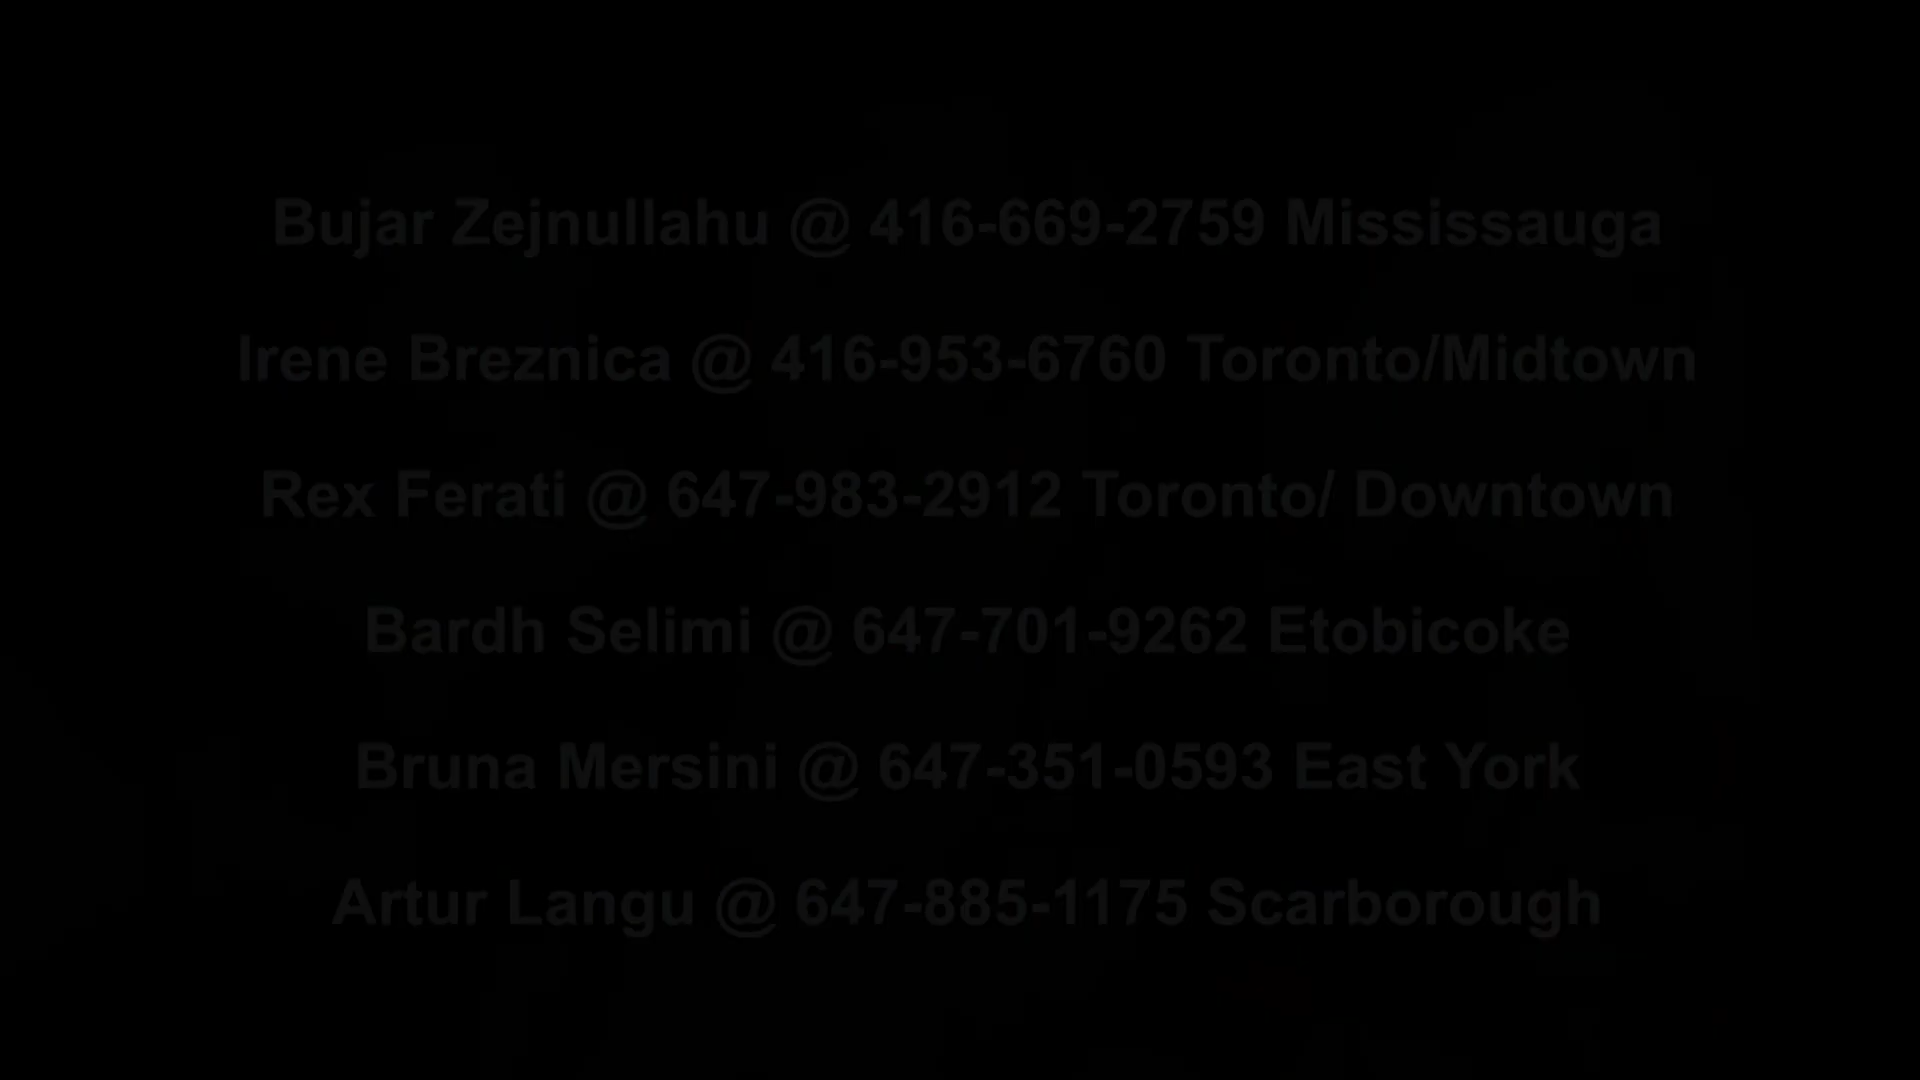 Bujar Zejnullahu @ 416-669-2759 Mississauga
Irene Breznica @ 416-953-6760 Toronto/Midtown
Rex Ferati @ 647-983-2912 Toronto/ Downtown
Bardh Selimi @ 647-701-9262 Etobicoke
Bruna Mersini @ 647-351-0593 East York
Artur Langu @ 647-885-1175 Scarborough